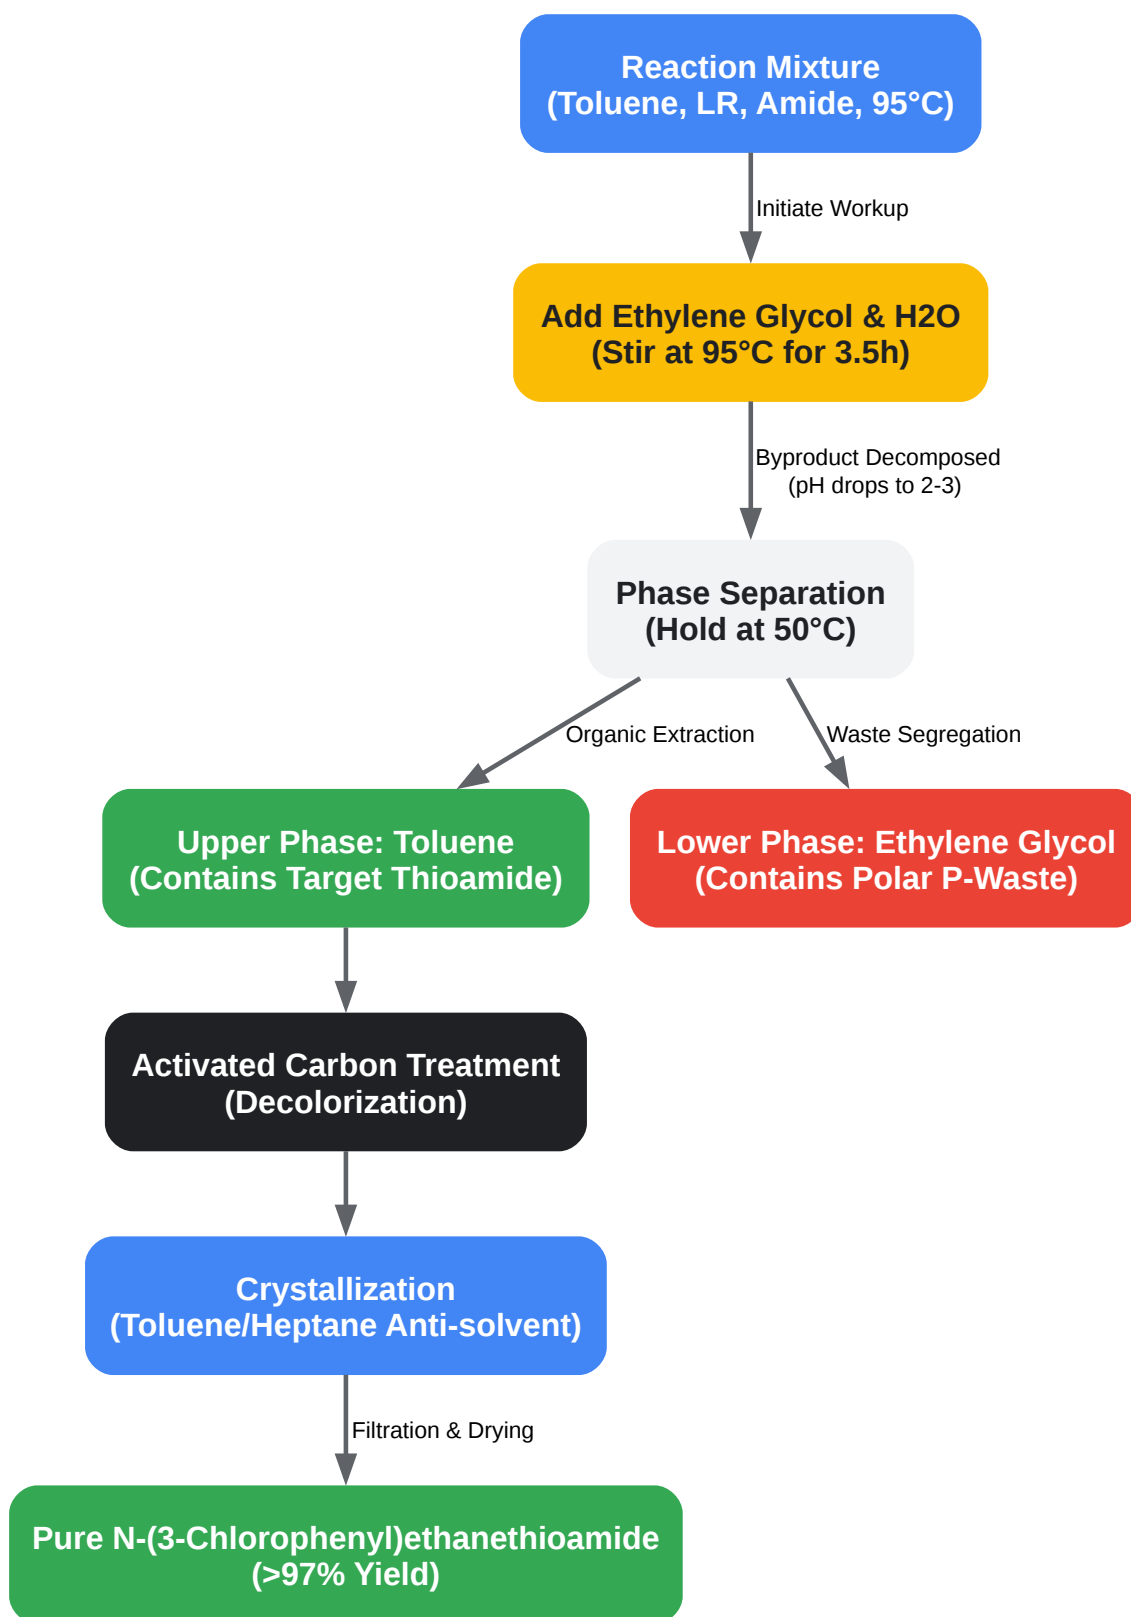 Reaction Mixture
(Toluene, LR, Amide, 95°C)
Initiate Workup
Add Ethylene Glycol & H2O
(Stir at 95°C for 3.5h)
Byproduct Decomposed
(pH drops to 2-3)
Phase Separation
(Hold at 50°C)
Organic Extraction
Waste Segregation
Upper Phase: Toluene
(Contains Target Thioamide)
Lower Phase: Ethylene Glycol
(Contains Polar P-Waste)
Activated Carbon Treatment
(Decolorization)
Crystallization
(Toluene/Heptane Anti-solvent)
Filtration & Drying
Pure N-(3-Chlorophenyl)ethanethioamide
(>97% Yield)